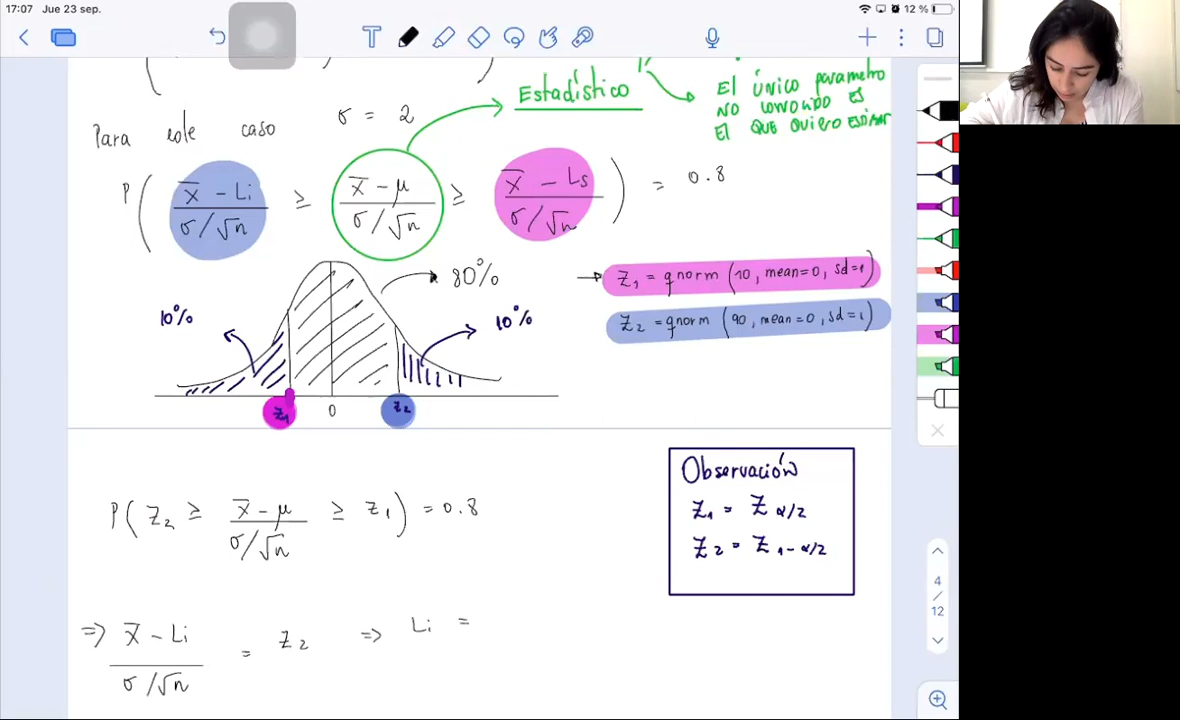 17:07 Jue 23 sep.
12 %
Estadístico
El único parametro
NO conocido es
El QUE QUIERO ESTIMAR
Para este caso σ = 2
P( (x̄ - Li)/(σ/√n) ≥ (x̄ - μ)/(σ/√n) ≥ (x̄ - Ls)/(σ/√n) ) = 0.8
80%
10%
10%
z₁ = qnorm (10, mean=0, sd=1)
z₂ = qnorm (90, mean=0, sd=1)
z₁ 0 z₂
Observación
z₁ = z α/2
z₂ = z 1-α/2
P( z₂ ≥ (x̄ - μ)/(σ/√n) ≥ z₁ ) = 0.8
=> (x̄ - Li)/(σ/√n) = z₂ => Li =
4
/
12